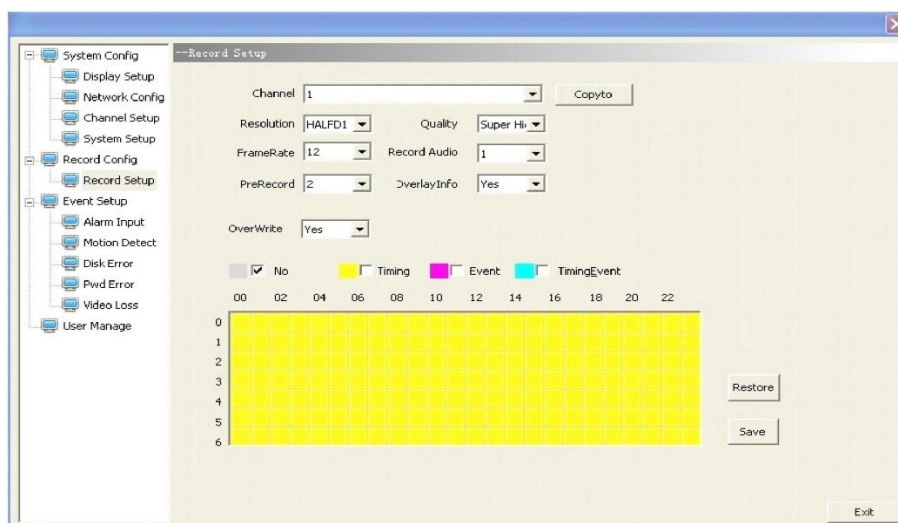 System Config
Display Setup
Network Config
Channel Setup
System Setup
Record Config
Record Setup
Event Setup
Alarm Input
Motion Detect
Disk Error
Pwd Error
Video Loss
User Manage
--Record Setup
Channel 1 Copyto
Resolution HALFD1 Quality Super Hi
FrameRate 12 Record Audio 1
PreRecord 2 OverlayInfo Yes
OverWrite Yes
No Timing Event TimingEvent
00 02 04 06 08 10 12 14 16 18 20 22
0
1
2
3
4
5
6
Restore
Save
Exit